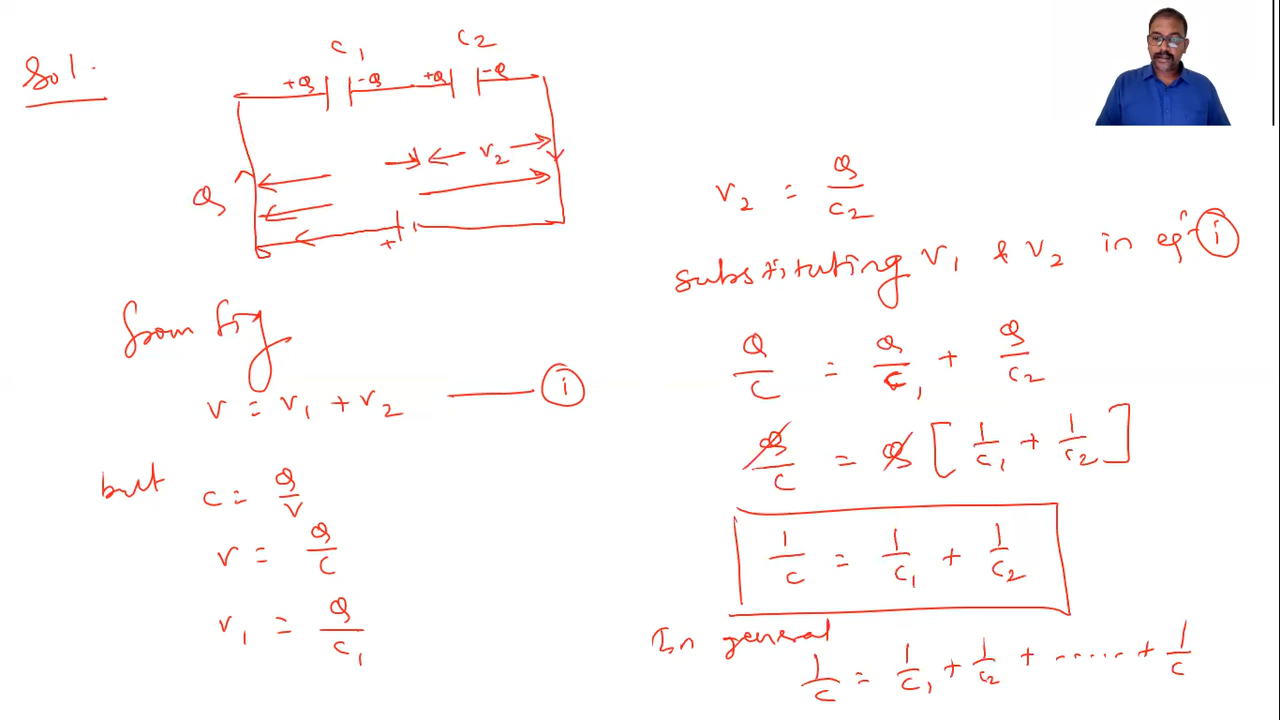 Sol.
C1 C2
+Q -Q +Q -Q
V2
Q
+
from fig
V = V1 + V2 —— (i)
but C = Q/V
V = Q/C
V1 = Q/C1
V2 = Q/C2
substituting V1 & V2 in eqn (i)
Q/C = Q/C1 + Q/C2
Q/C = Q [1/C1 + 1/C2]
1/C = 1/C1 + 1/C2
In general
1/C = 1/C1 + 1/C2 + ...... + 1/C